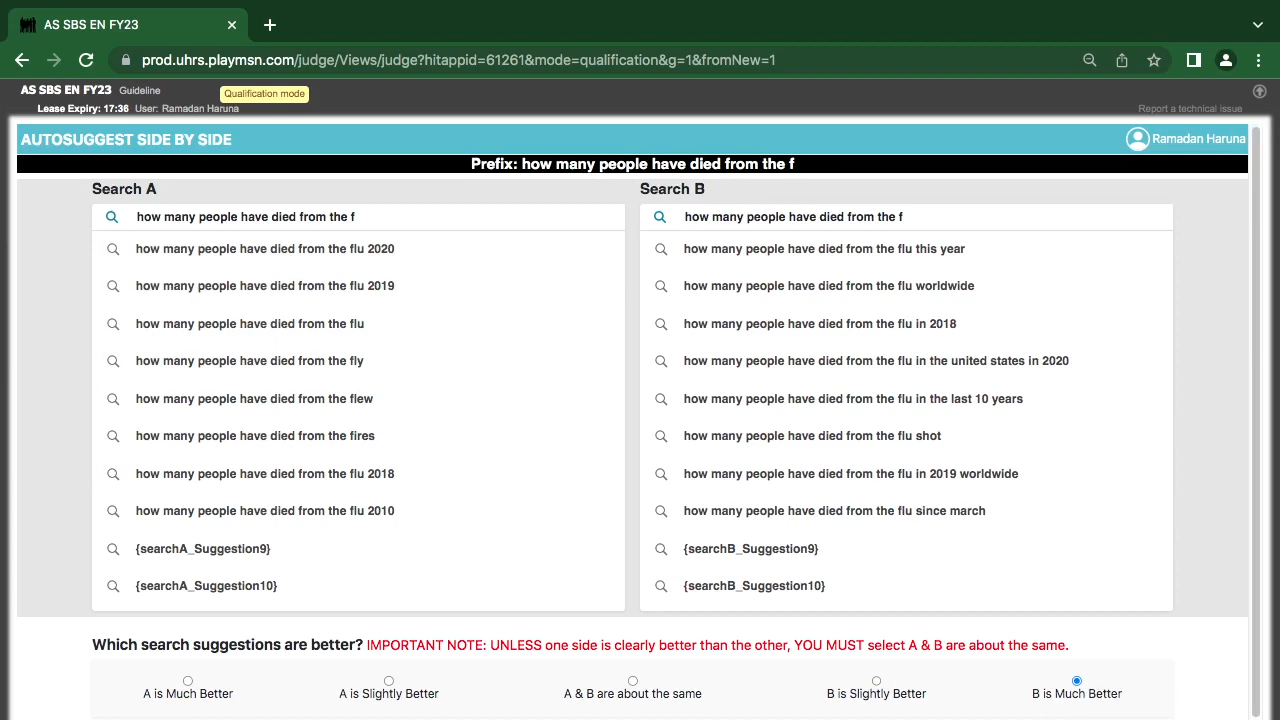 AS SBS EN FY23
prod.uhrs.playmsn.com/judge/Views/judge?hitappid=61261&mode=qualification&g=1&fromNew=1
AS SBS EN FY23 Guideline Qualification mode
Lease Expiry: 17:36 User: Ramadan Haruna Report a technical issue
AUTOSUGGEST SIDE BY SIDE Ramadan Haruna
Prefix: how many people have died from the f
Search A
how many people have died from the f
how many people have died from the flu 2020
how many people have died from the flu 2019
how many people have died from the flu
how many people have died from the fly
how many people have died from the flew
how many people have died from the fires
how many people have died from the flu 2018
how many people have died from the flu 2010
{searchA_Suggestion9}
{searchA_Suggestion10}
Search B
how many people have died from the f
how many people have died from the flu this year
how many people have died from the flu worldwide
how many people have died from the flu in 2018
how many people have died from the flu in the united states in 2020
how many people have died from the flu in the last 10 years
how many people have died from the flu shot
how many people have died from the flu in 2019 worldwide
how many people have died from the flu since march
{searchB_Suggestion9}
{searchB_Suggestion10}
Which search suggestions are better? IMPORTANT NOTE: UNLESS one side is clearly better than the other, YOU MUST select A & B are about the same.
A is Much Better A is Slightly Better A & B are about the same B is Slightly Better B is Much Better